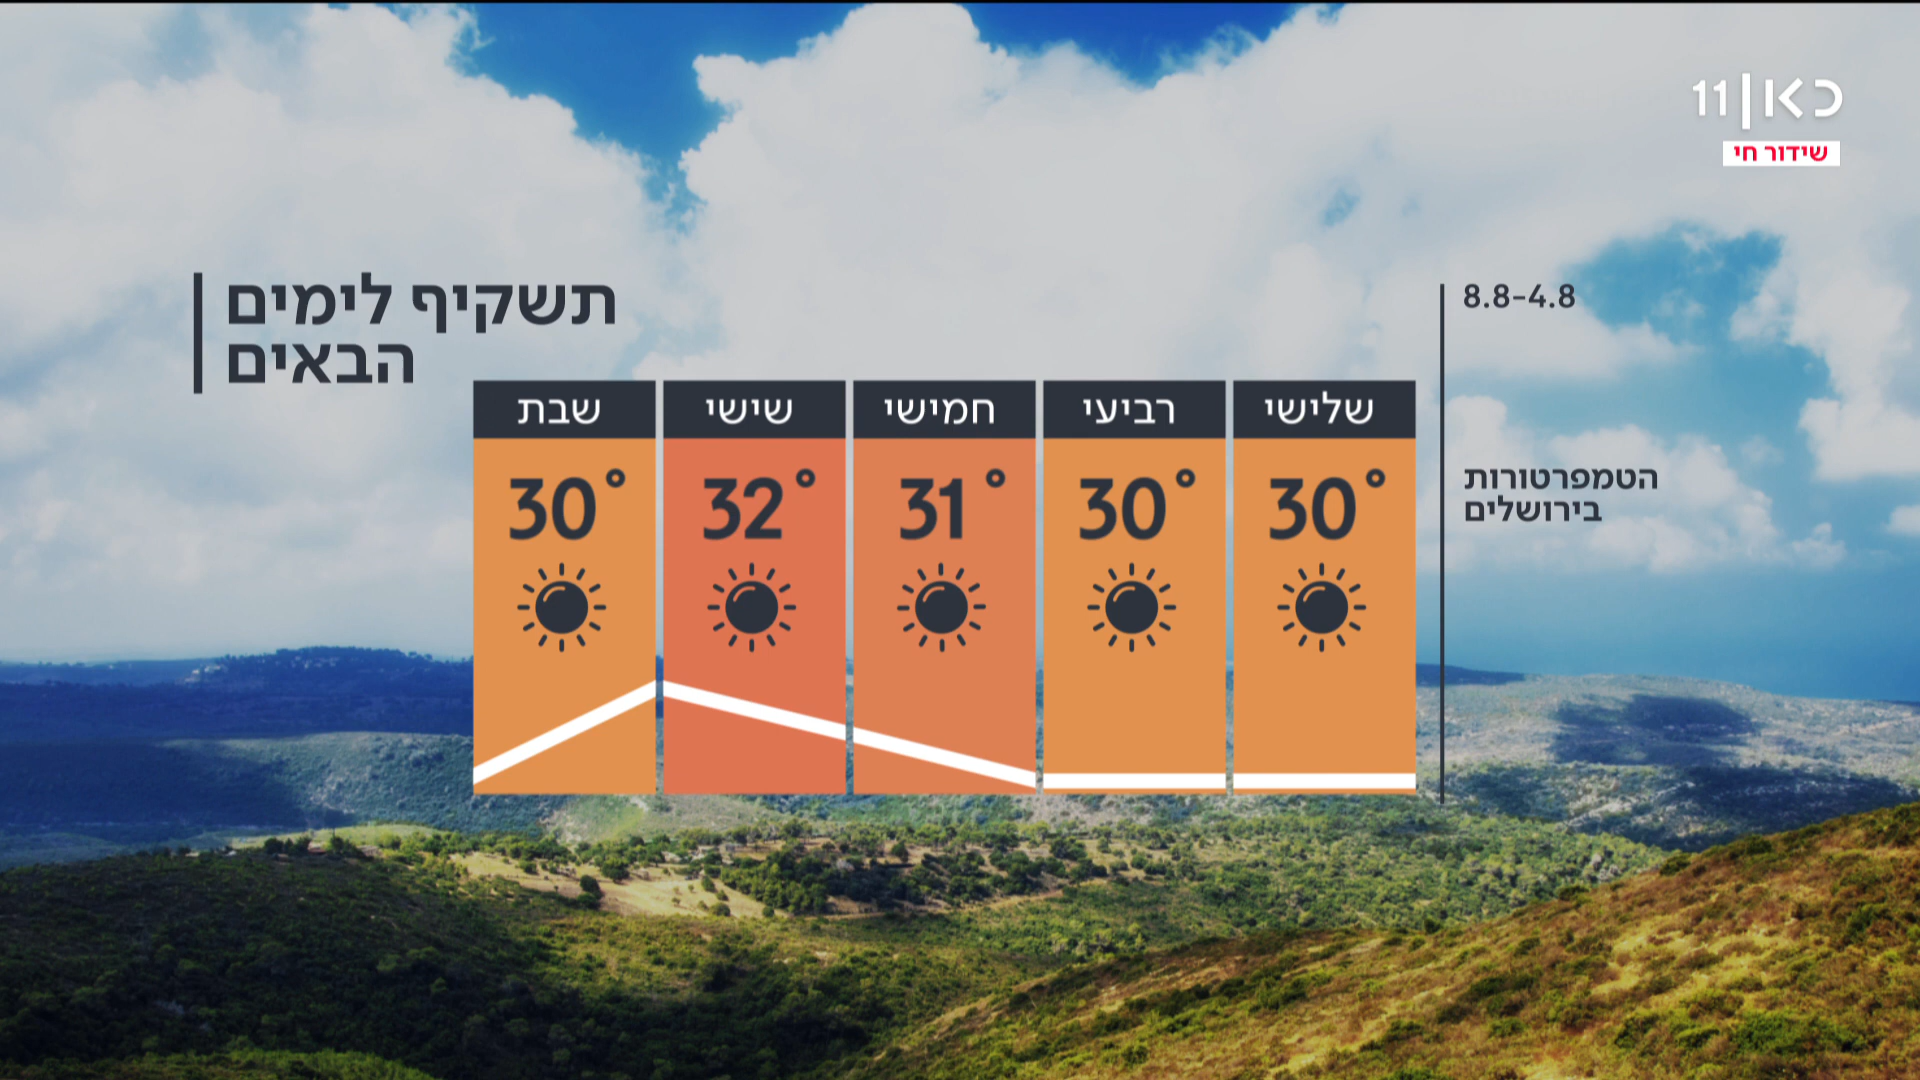 כאן 11
שידור חי
תשקיף לימים
הבאים
8.8-4.8
הטמפרטורות
בירושלים
שלישי
30°
רביעי
30°
חמישי
31°
שישי
32°
שבת
30°